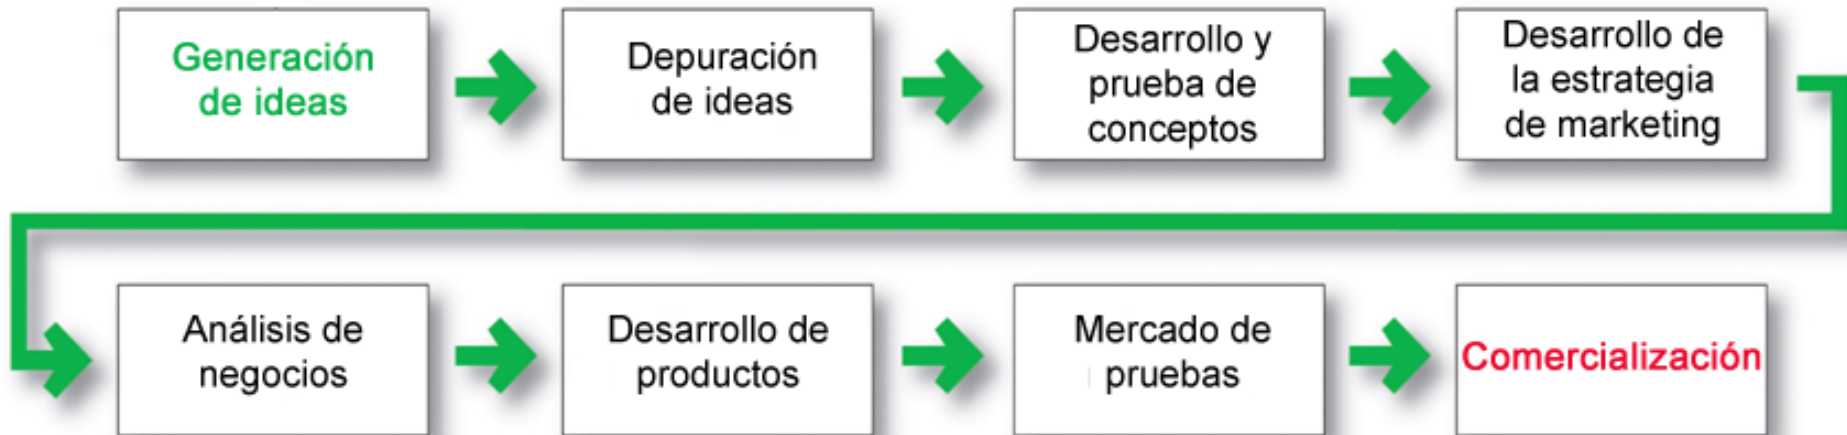 Generación
de ideas
Depuración
de ideas
Desarrollo y
prueba de
conceptos
Desarrollo de
la estrategia
de marketing
Análisis de
negocios
Desarrollo de
productos
Mercado de
pruebas
Comercialización